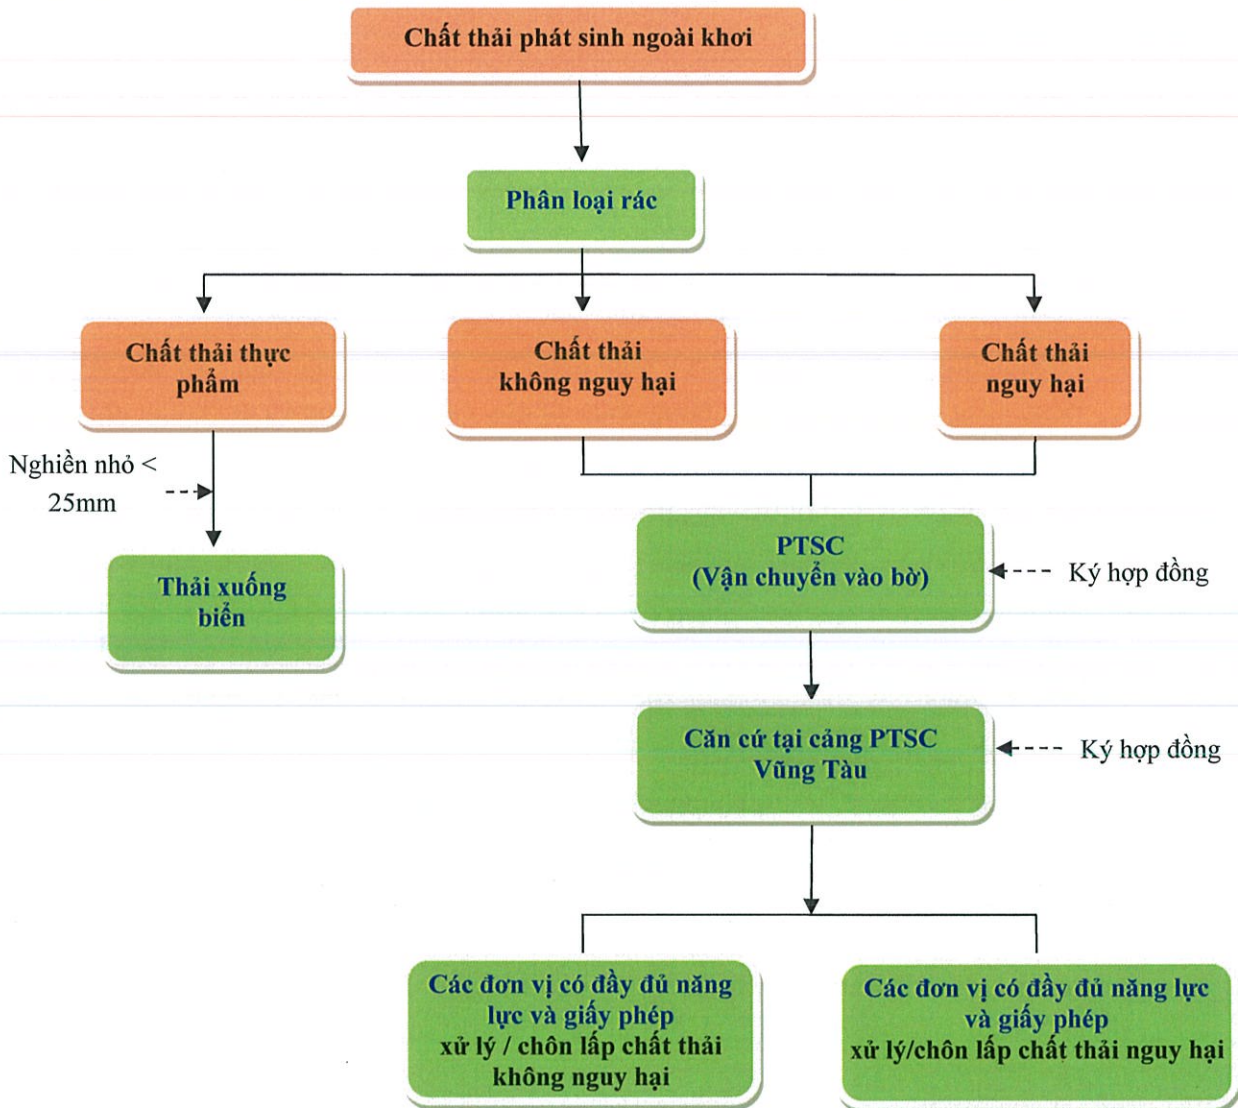 Chất thải phát sinh ngoài khơi
Phân loại rác
Chất thải thực
phẩm
Chất thải
không nguy hại
Chất thải
nguy hại
Nghiền nhỏ <
25mm
Thải xuống
biển
PTSC
(Vận chuyển vào bờ)
Ký hợp đồng
Căn cứ tại cảng PTSC
Vũng Tàu
Ký hợp đồng
Các đơn vị có đầy đủ năng
lực và giấy phép
xử lý / chôn lấp chất thải
không nguy hại
Các đơn vị có đầy đủ năng lực
và giấy phép
xử lý/chôn lấp chất thải nguy hại